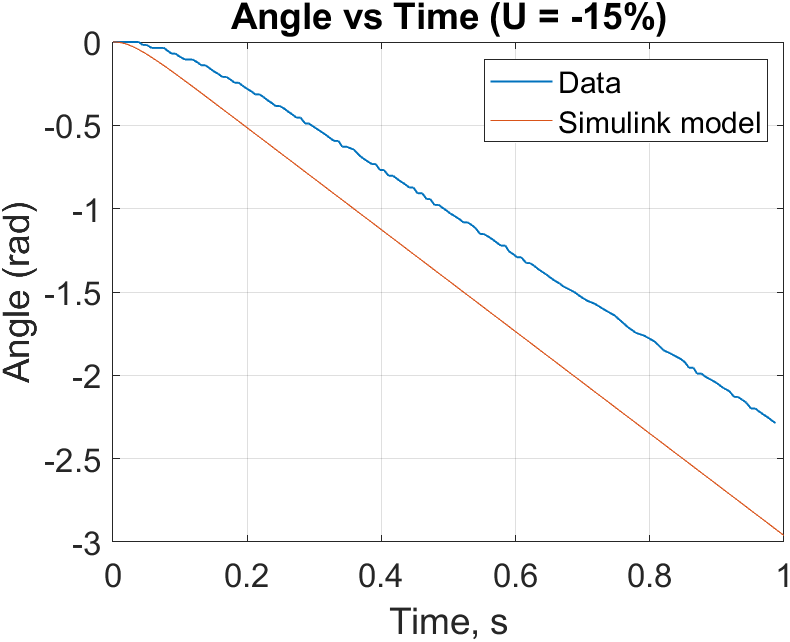 Angle vs Time (U = -15%)
Data
Simulink model
0
-0.5
-1
-1.5
-2
-2.5
-3
Angle (rad)
0
0.2
0.4
0.6
0.8
1
Time, s